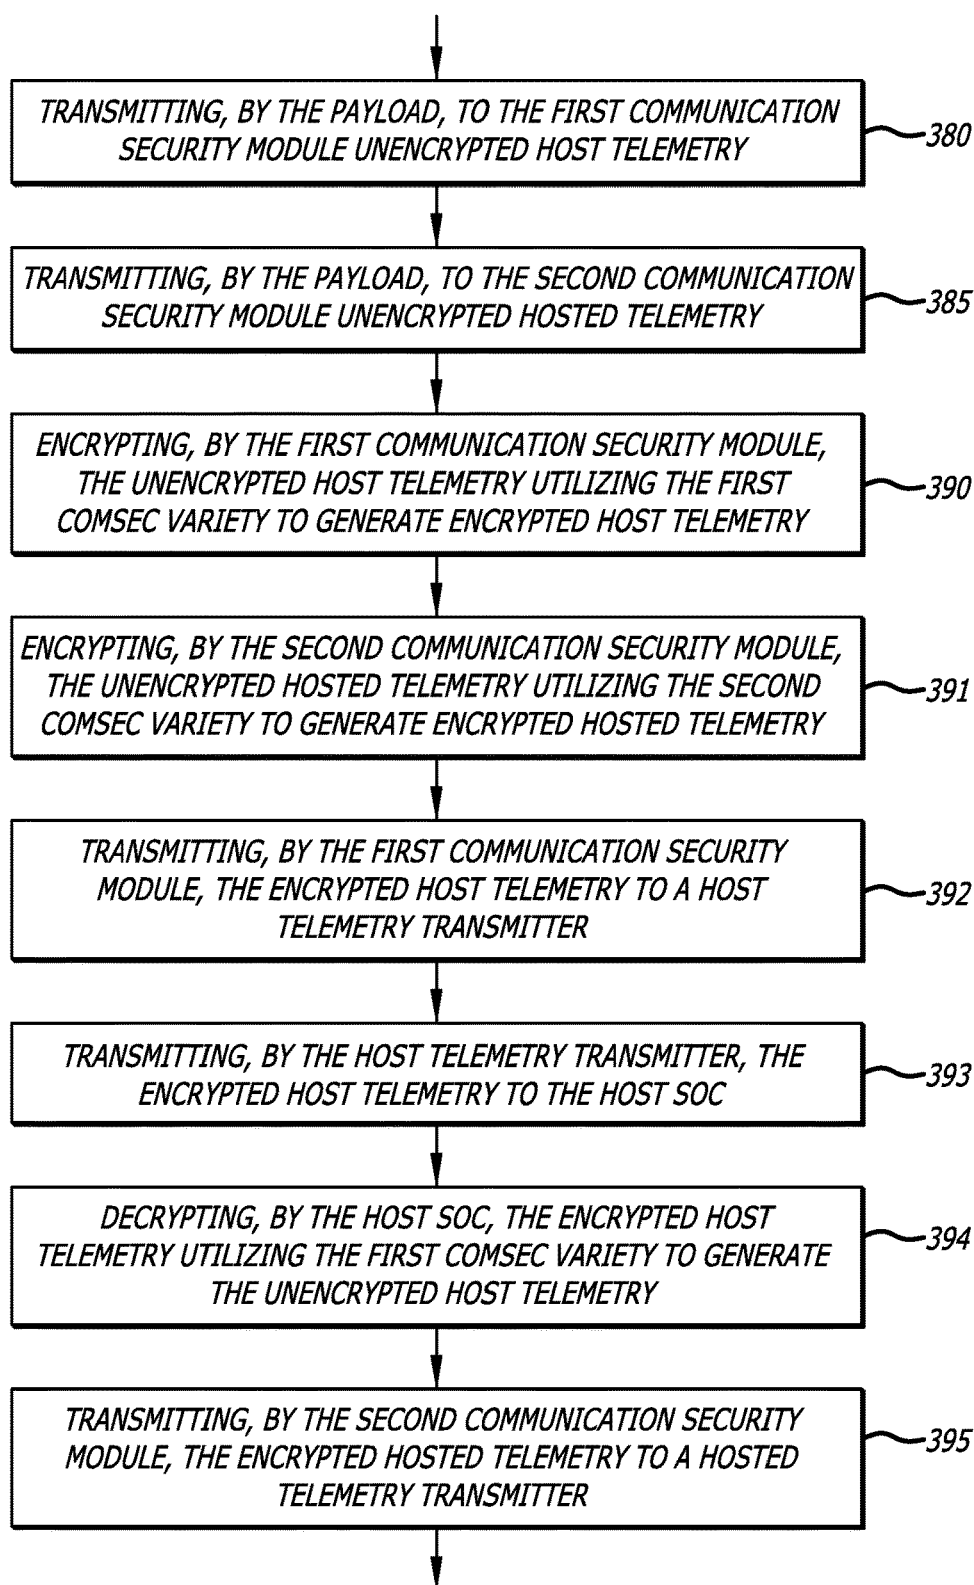 TRANSMITTING, BY THE PAYLOAD, TO THE FIRST COMMUNICATION
SECURITY MODULE UNENCRYPTED HOST TELEMETRY
380
TRANSMITTING, BY THE PAYLOAD, TO THE SECOND COMMUNICATION
SECURITY MODULE UNENCRYPTED HOSTED TELEMETRY
385
ENCRYPTING, BY THE FIRST COMMUNICATION SECURITY MODULE,
THE UNENCRYPTED HOST TELEMETRY UTILIZING THE FIRST
COMSEC VARIETY TO GENERATE ENCRYPTED HOST TELEMETRY
390
ENCRYPTING, BY THE SECOND COMMUNICATION SECURITY MODULE,
THE UNENCRYPTED HOSTED TELEMETRY UTILIZING THE SECOND
COMSEC VARIETY TO GENERATE ENCRYPTED HOSTED TELEMETRY
391
TRANSMITTING, BY THE FIRST COMMUNICATION SECURITY
MODULE, THE ENCRYPTED HOST TELEMETRY TO A HOST
TELEMETRY TRANSMITTER
392
TRANSMITTING, BY THE HOST TELEMETRY TRANSMITTER, THE
ENCRYPTED HOST TELEMETRY TO THE HOST SOC
393
DECRYPTING, BY THE HOST SOC, THE ENCRYPTED HOST
TELEMETRY UTILIZING THE FIRST COMSEC VARIETY TO GENERATE
THE UNENCRYPTED HOST TELEMETRY
394
TRANSMITTING, BY THE SECOND COMMUNICATION SECURITY
MODULE, THE ENCRYPTED HOSTED TELEMETRY TO A HOSTED
TELEMETRY TRANSMITTER
395